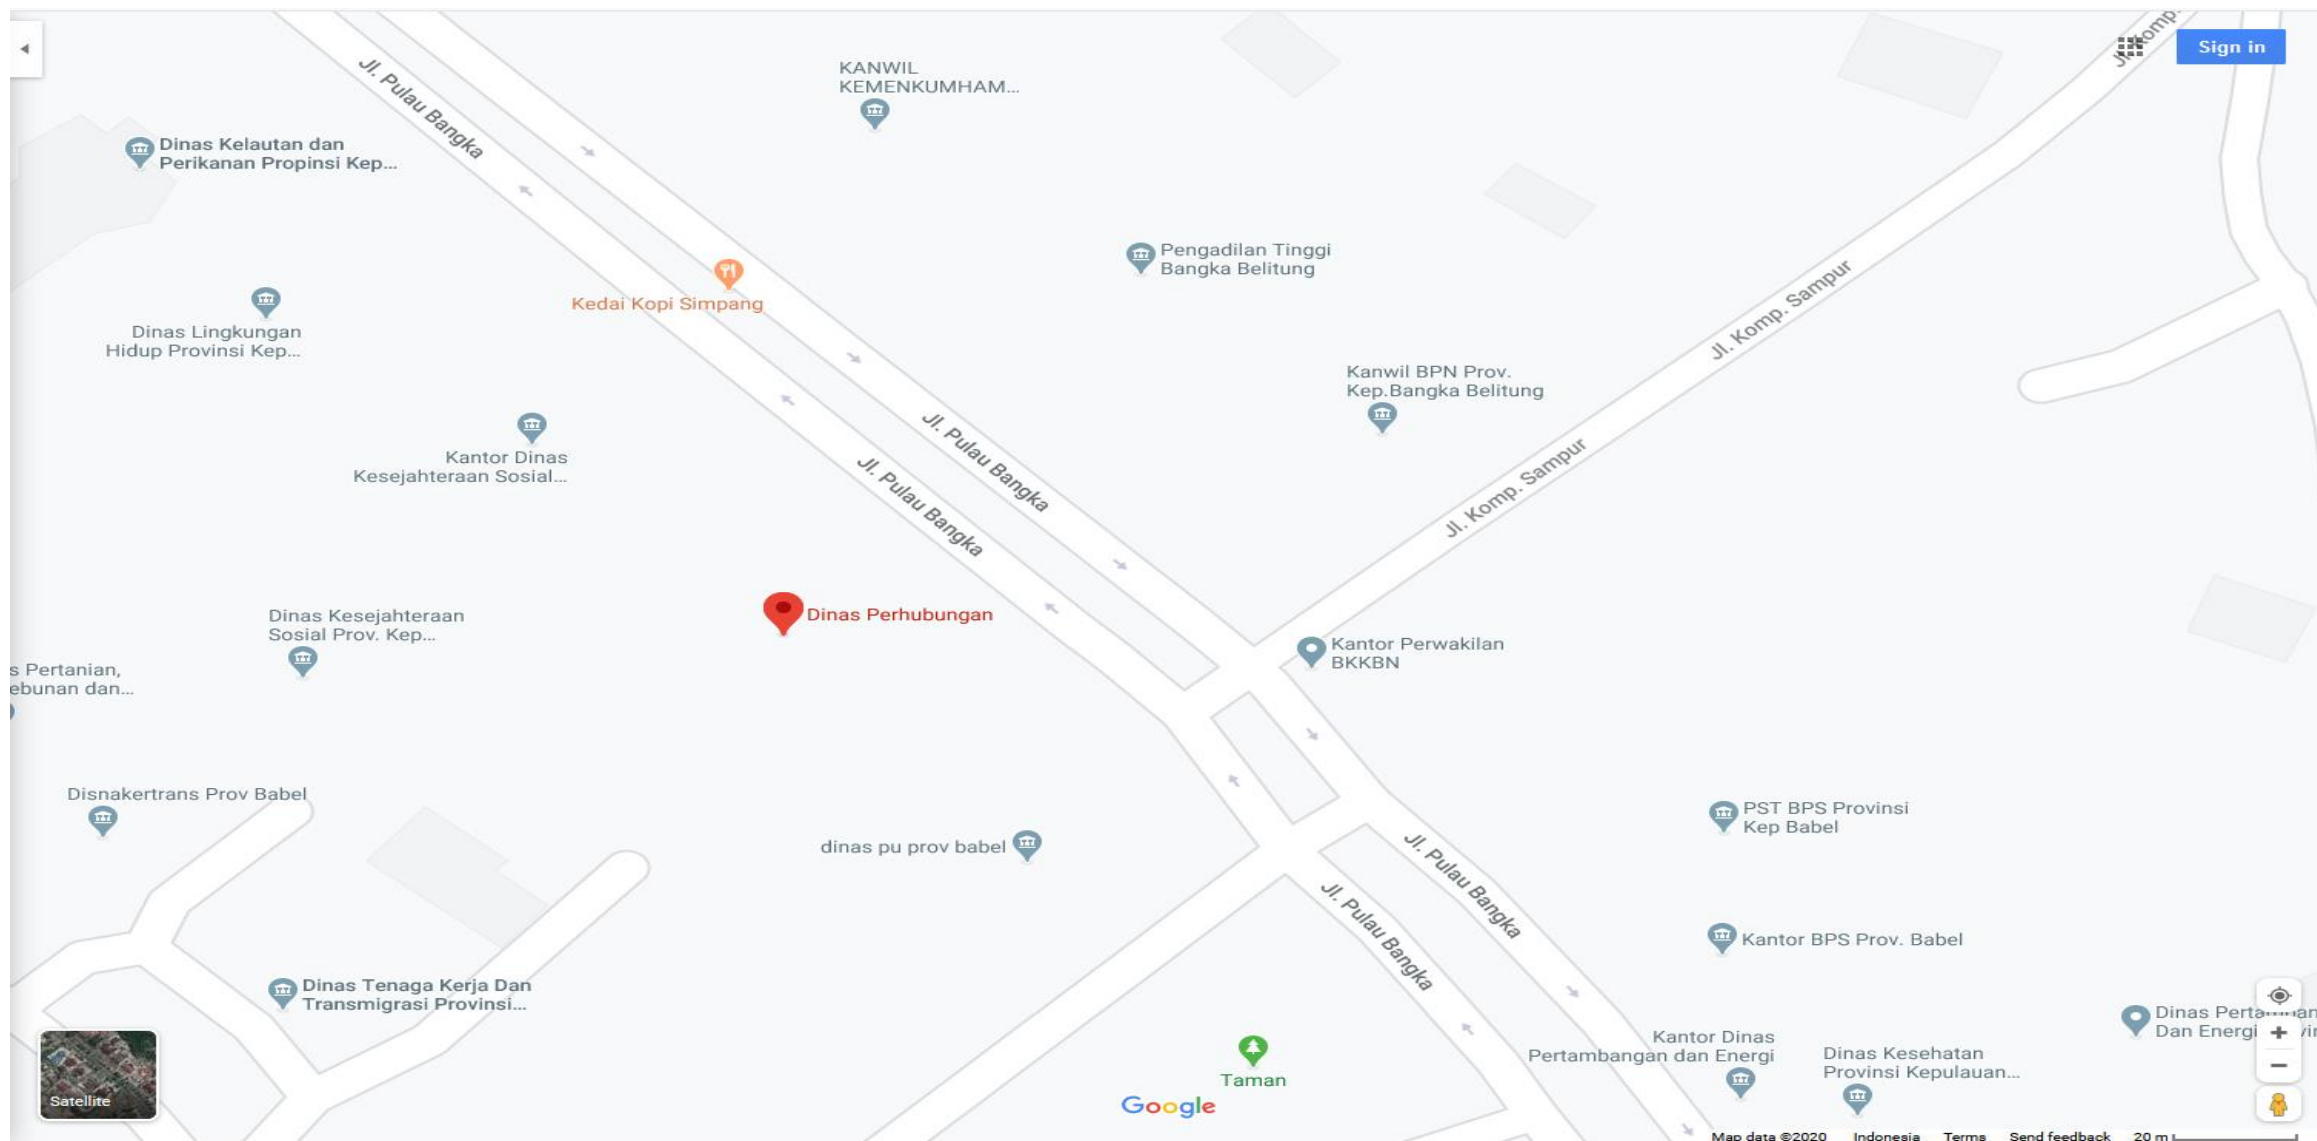 Jl. Komp.
Sign in
Jl. Pulau Bangka
KANWIL
KEMENKUMHAM...
Dinas Kelautan dan
Perikanan Propinsi Kep...
Pengadilan Tinggi
Bangka Belitung
Kedai Kopi Simpang
Jl. Komp. Sampur
Dinas Lingkungan
Hidup Provinsi Kep...
Kanwil BPN Prov.
Kep.Bangka Belitung
Jl. Pulau Bangka
Kantor Dinas
Kesejahteraan Sosial...
Jl. Pulau Bangka
Jl. Komp. Sampur
Dinas Perhubungan
Dinas Kesejahteraan
Sosial Prov. Kep...
Kantor Perwakilan
BKKBN
s Pertanian,
ebunan dan...
Disnakertrans Prov Babel
PST BPS Provinsi
Kep Babel
dinas pu prov babel
Jl. Pulau Bangka
Jl. Pulau Bangka
Kantor BPS Prov. Babel
Dinas Tenaga Kerja Dan
Transmigrasi Provinsi...
Dan Energi
Kantor Dinas
Pertambangan dan Energi
Dinas Kesehatan
Provinsi Kepulauan...
Taman
Satellite
Google
Map data ©2020 Indonesia Terms Send feedback 20 m